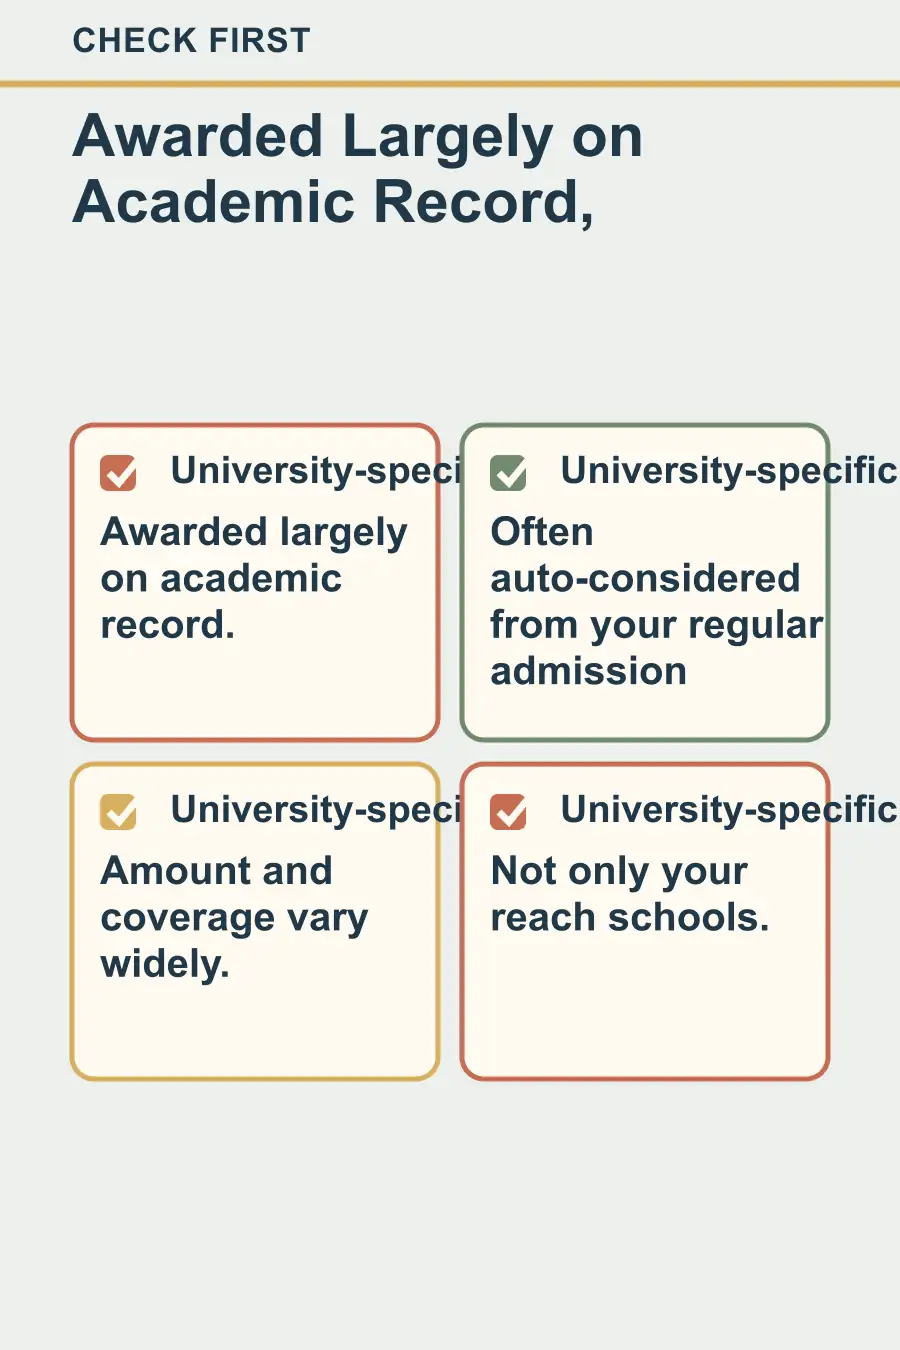 CHECK FIRST
Awarded Largely on
Academic Record,
University-speci
Awarded largely
on academic
record.
University-specific
Often
auto-considered
from your regular
admission
University-speci
Amount and
coverage vary
widely.
University-specific
Not only your
reach schools.